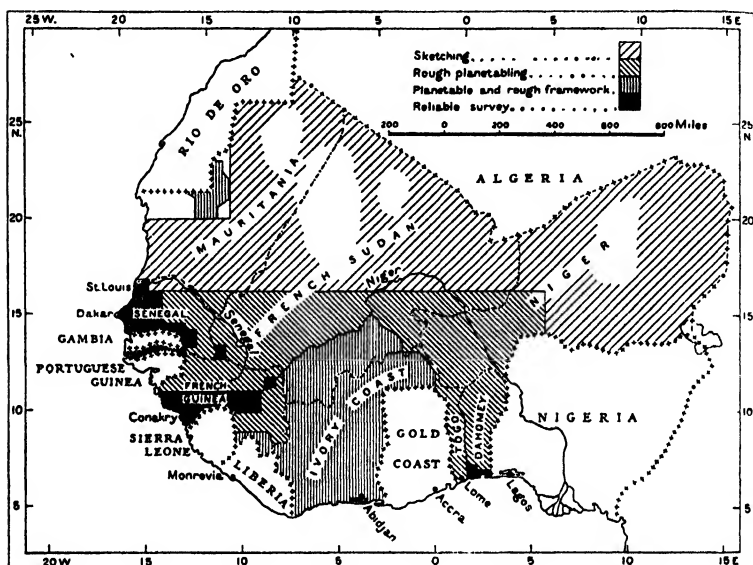 25 W. 20 15 10 5 0 5 10 15 E
Sketching
Rough planetabling
Planetable and rough framework.
Reliable survey
200 0 200 400 600 800 Miles
25
N.
20
15
10
5
25
N
20
15
10
5
RIO DE ORO
ALGERIA
MAURITANIA
FRENCH SUDAN
NIGER
Niger
St. Louis
Dakar
SENEGAL
Senegal
GAMBIA
PORTUGUESE
GUINEA
FRENCH
GUINEA
Conakry
SIERRA
LEONE
Monrovia
LIBERIA
IVORY COAST
GOLD
COAST
TOGO
DAHOMEY
NIGERIA
Abidjan
Accra
Lome
Lagos
20 W 15 10 5 0 5 10 15 E